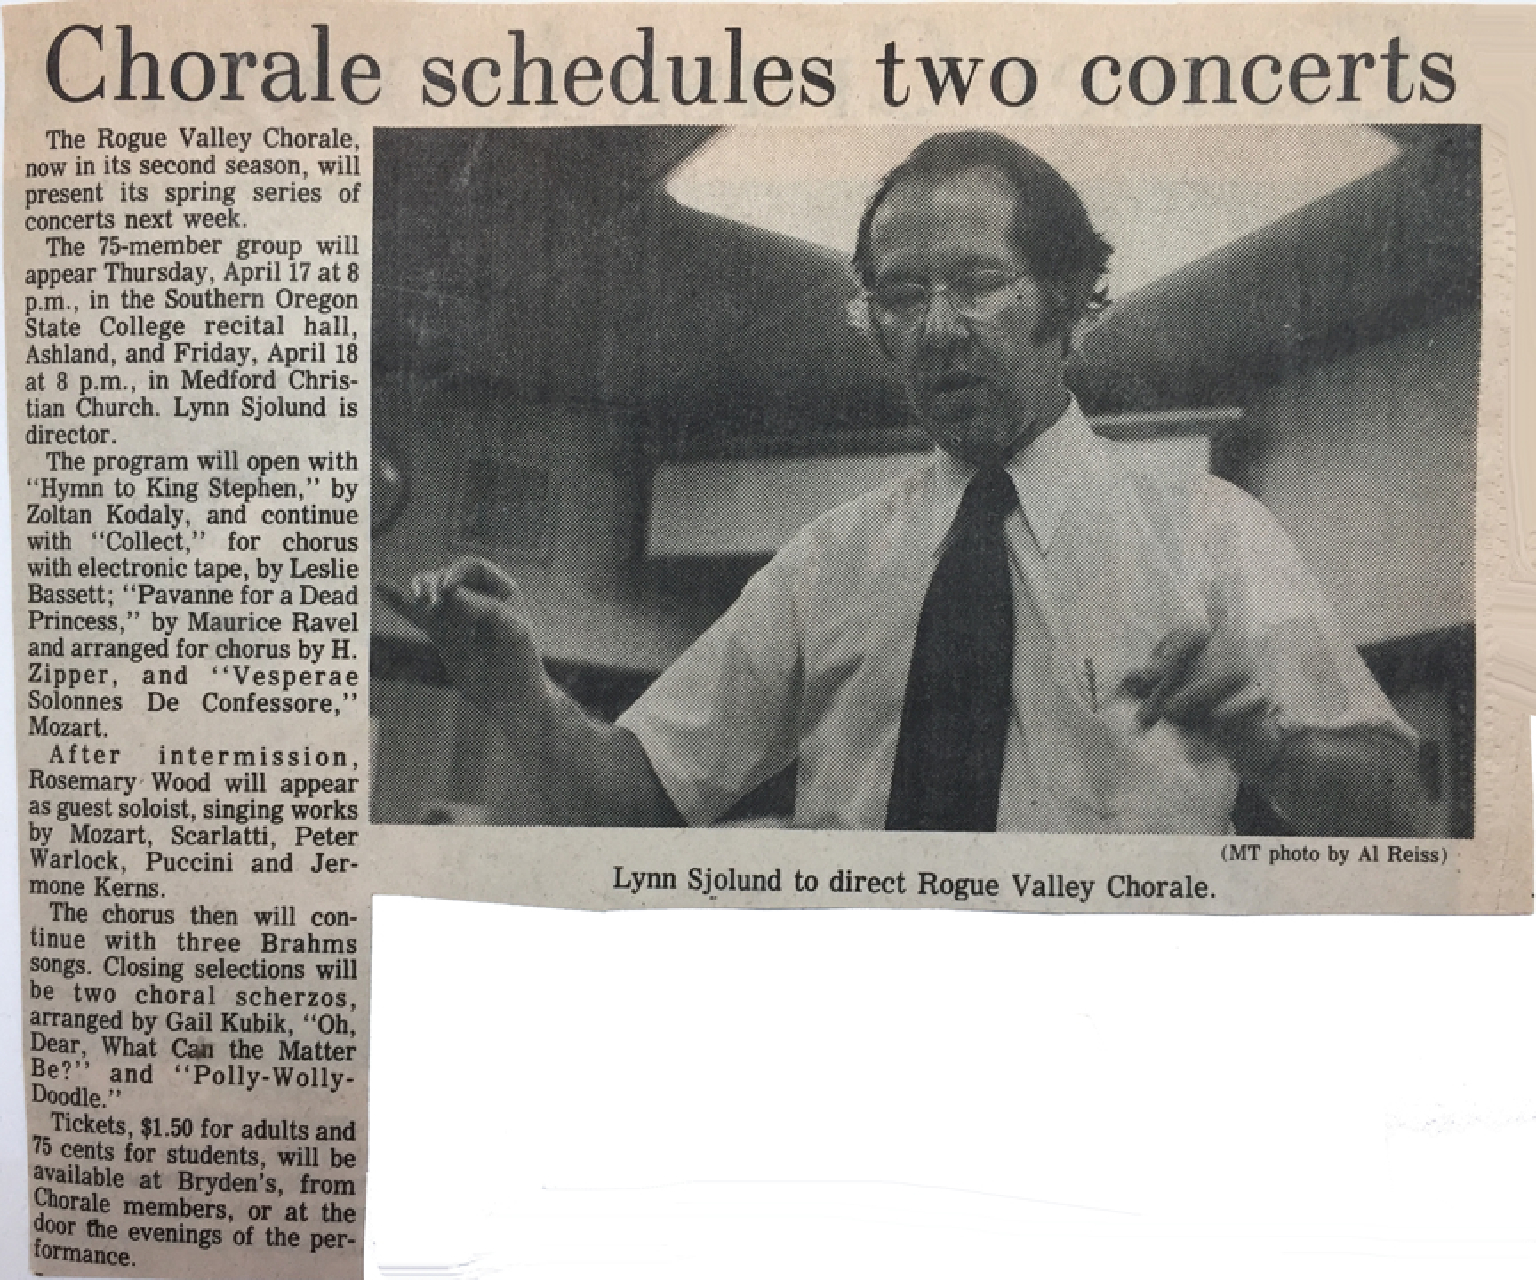 Chorale schedules two concerts
The Rogue Valley Chorale,
now in its second season, will
present its spring series of
concerts next week.
The 75-member group will
appear Thursday, April 17 at 8
p.m., in the Southern Oregon
State College recital hall,
Ashland, and Friday, April 18
at 8 p.m., in Medford Chris-
tian Church. Lynn Sjolund is
director.
The program will open with
"Hymn to King Stephen," by
Zoltan Kodaly, and continue
with "Collect," for chorus
with electronic tape, by Leslie
Bassett; "Pavanne for a Dead
Princess," by Maurice Ravel
and arranged for chorus by H.
Zipper, and "Vesperae
Solonnes De Confessore,"
Mozart.
After intermission,
Rosemary Wood will appear
as guest soloist, singing works
by Mozart, Scarlatti, Peter
Warlock, Puccini and Jer-
mone Kerns.
The chorus then will con-
tinue with three Brahms
songs. Closing selections will
be two choral scherzos,
arranged by Gail Kubik, "Oh,
Dear, What Can the Matter
Be?" and "Polly-Wolly-
Doodle."
Tickets, $1.50 for adults and
75 cents for students, will be
available at Bryden's, from
Chorale members, or at the
door the evenings of the per-
formance.
(MT photo by Al Reiss)
Lynn Sjolund to direct Rogue Valley Chorale.